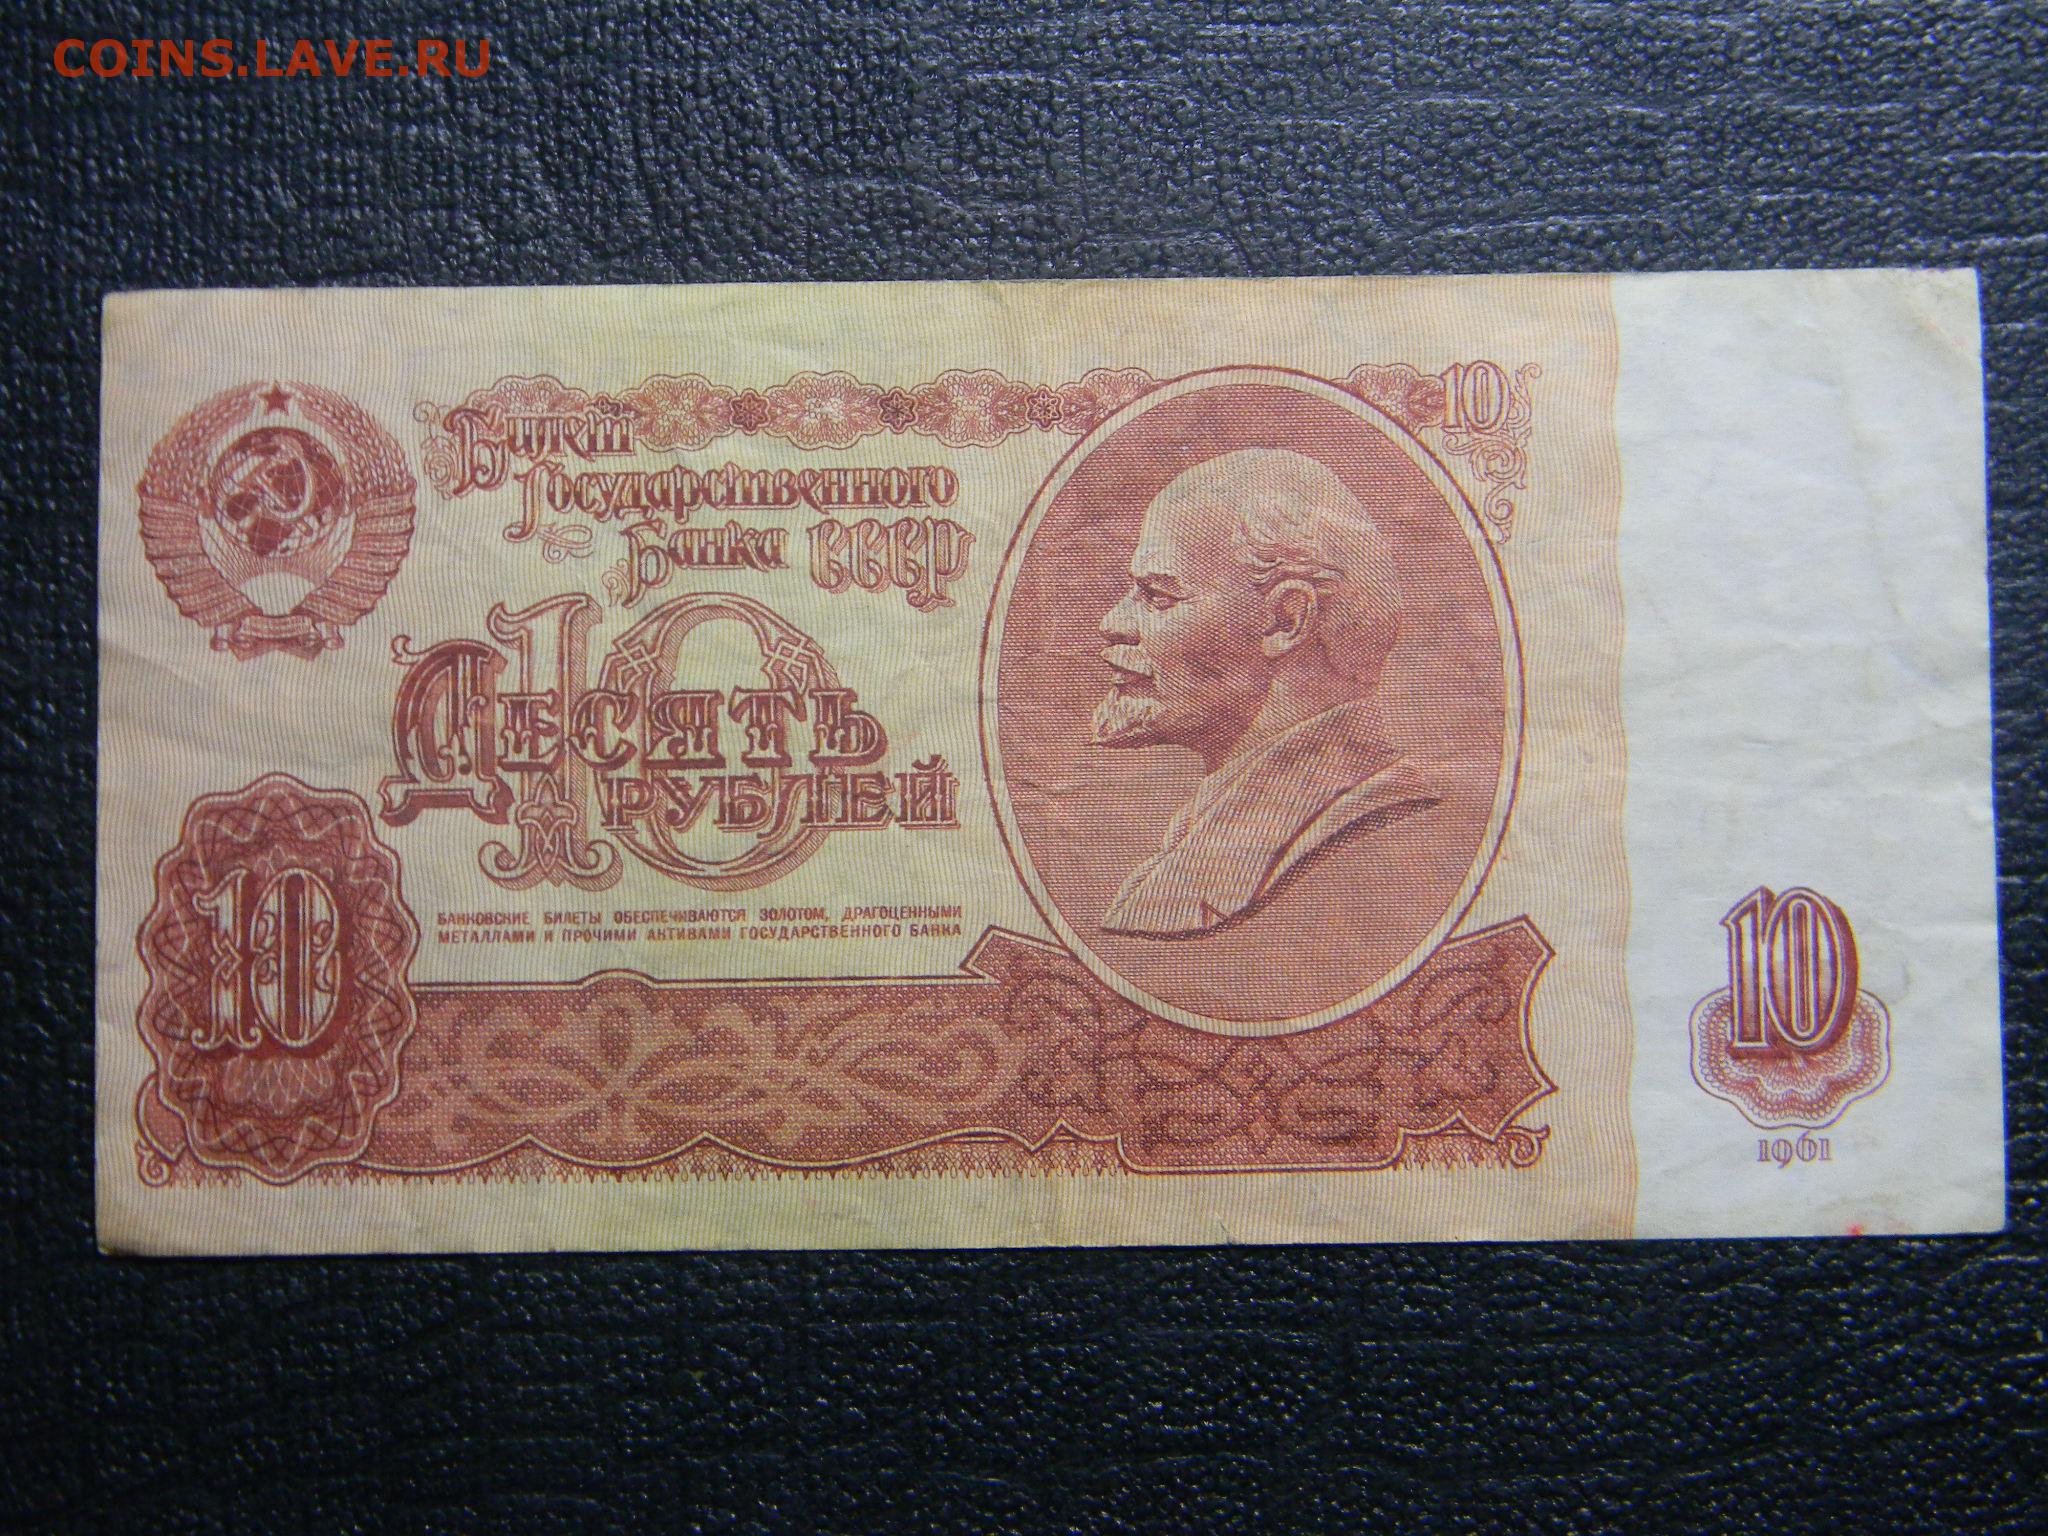 COINS.LAVE.RU
Билет
Государственного
Банка СССР
10
10
Десять
рублей
БАНКОВСКИЕ БИЛЕТЫ ОБЕСПЕЧИВАЮТСЯ ЗОЛОТОМ, ДРАГОЦЕННЫМИ
МЕТАЛЛАМИ И ПРОЧИМИ АКТИВАМИ ГОСУДАРСТВЕННОГО БАНКА
10
10
1961